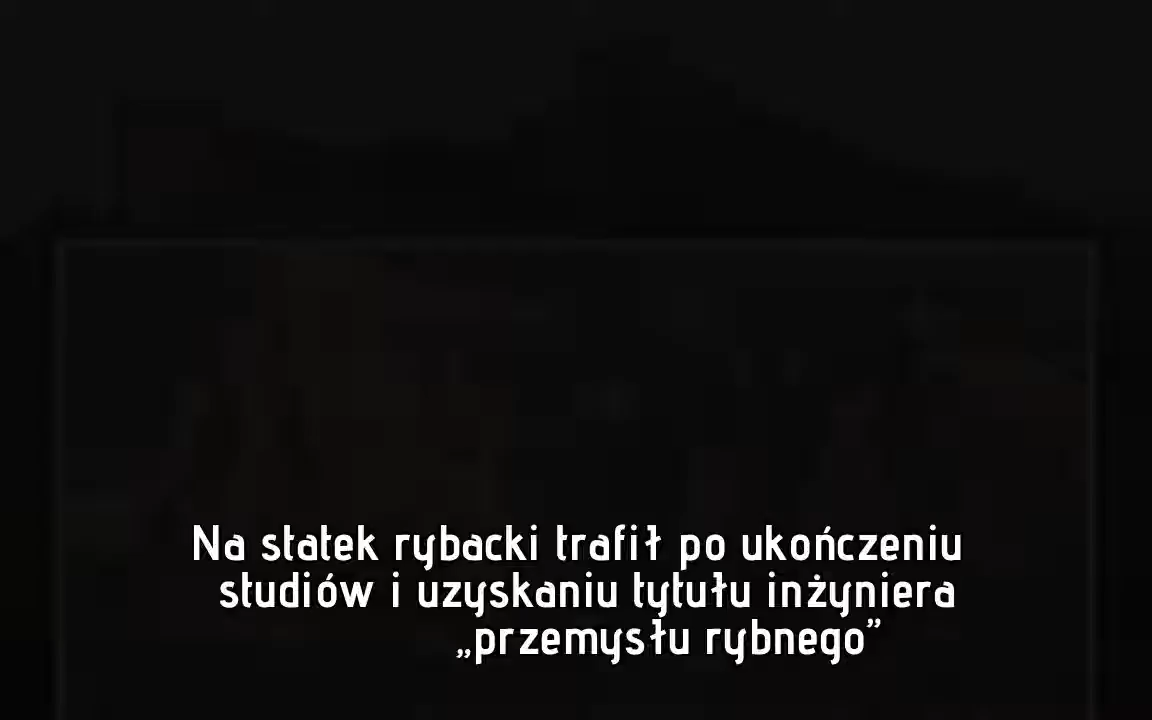 Na statek rybacki trafił po ukończeniu
studiów i uzyskaniu tytułu inżyniera
„przemysłu rybnego”